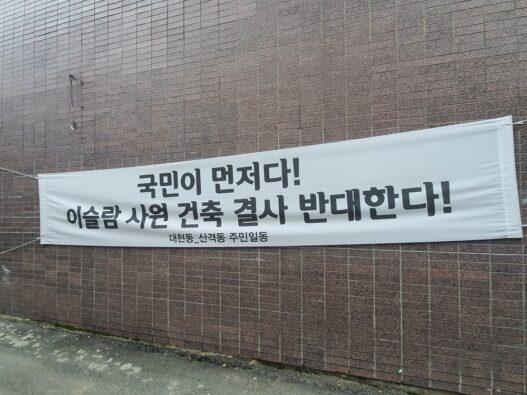 국민이 먼저다!
이슬람 사원 건축 결사 반대한다!
대현동_산격동 주민일동